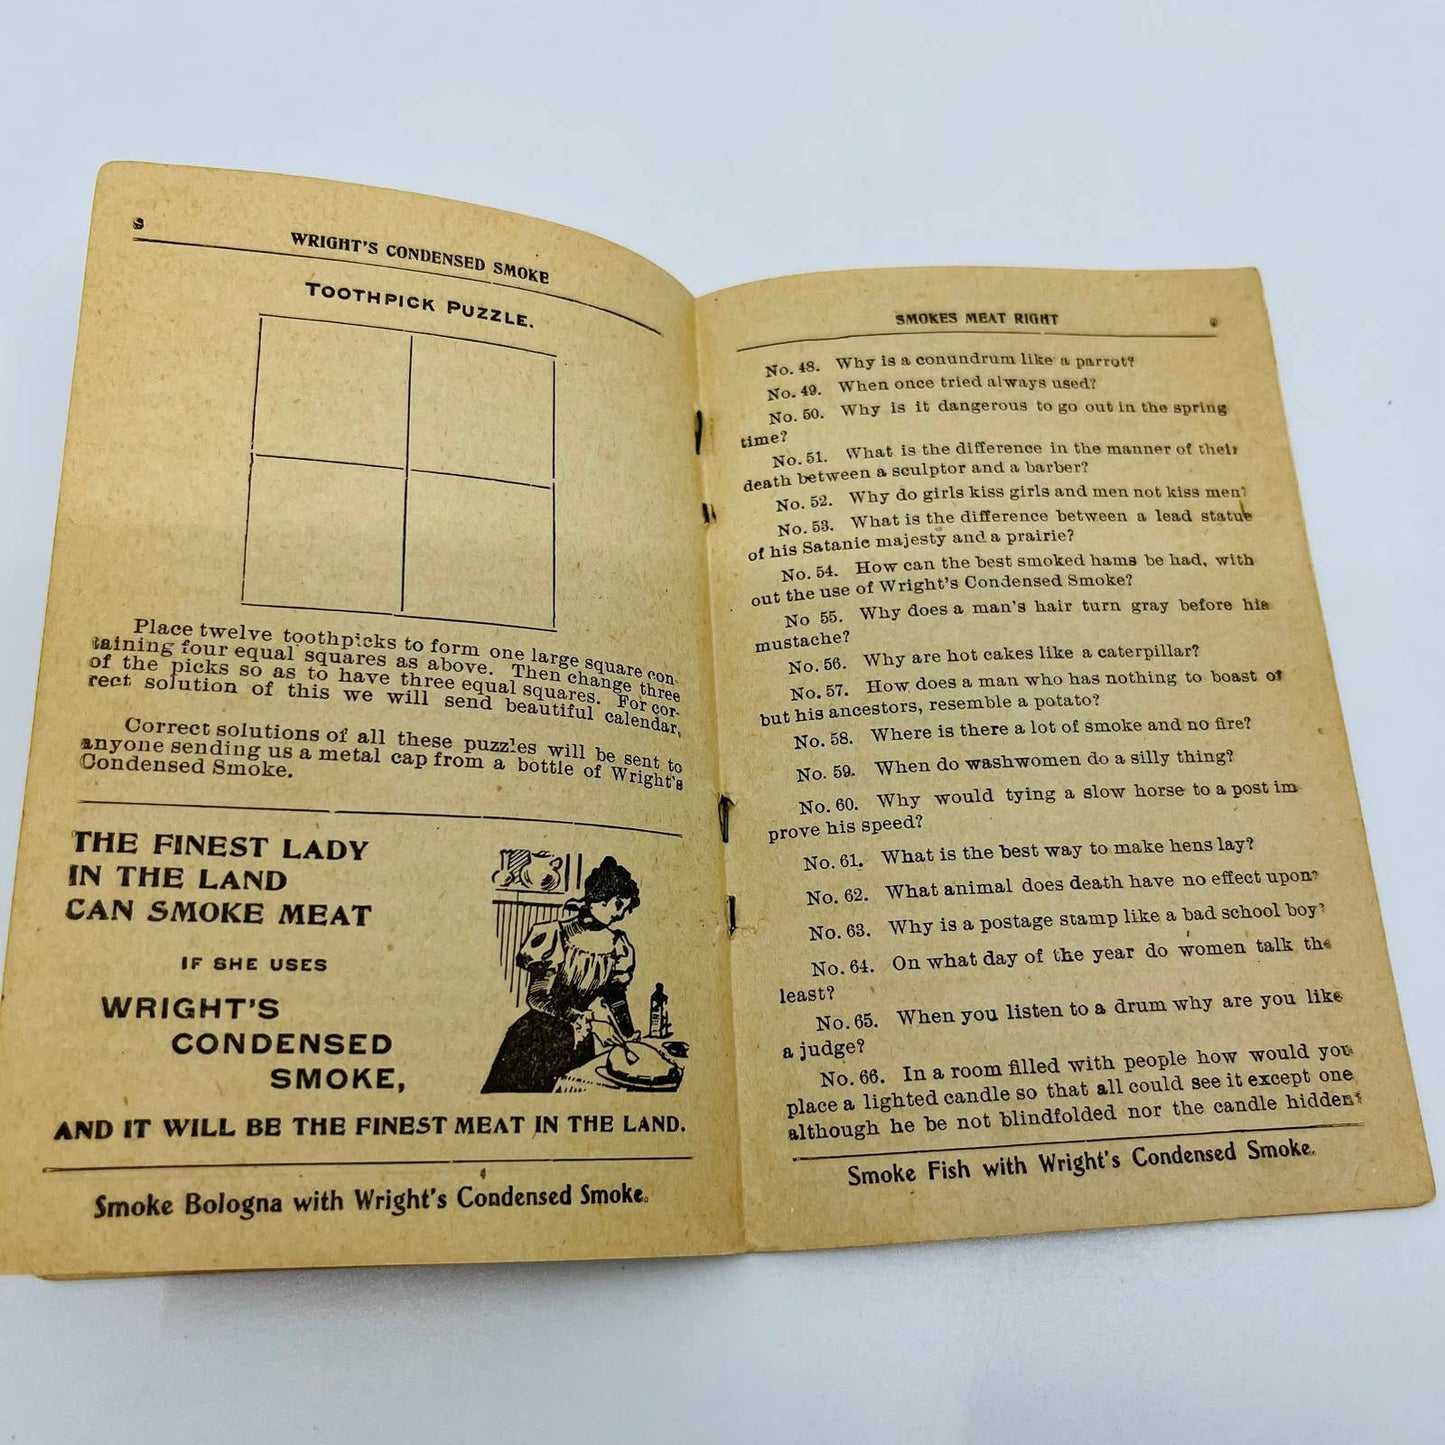 8
WRIGHT'S CONDENSED SMOKE
TOOTHPICK PUZZLE.
Place twelve toothpicks to form one large square con-
taining four equal squares as above. Then change three
of the picks so as to have three equal squares. For cor-
rect solution of this we will send beautiful calendar,
Correct solutions of all these puzzles will be sent to
anyone sending us a metal cap from a bottle of Wright's
Condensed Smoke.
THE FINEST LADY
IN THE LAND
CAN SMOKE MEAT
IF SHE USES
WRIGHT'S
CONDENSED
SMOKE,
AND IT WILL BE THE FINEST MEAT IN THE LAND.
Smoke Bologna with Wright's Condensed Smoke.
SMOKES MEAT RIGHT
No. 48. Why is a conundrum like a parrot?
No. 49. When once tried always used?
No. 50. Why is it dangerous to go out in the spring
time?
No. 51. What is the difference in the manner of their
death between a sculptor and a barber?
No. 52. Why do girls kiss girls and men not kiss men?
No. 53. What is the difference between a lead statue
of his Satanic majesty and a prairie?
No. 54. How can the best smoked hams be had, with
out the use of Wright's Condensed Smoke?
No 55. Why does a man's hair turn gray before his
mustache?
No. 56. Why are hot cakes like a caterpillar?
No. 57. How does a man who has nothing to boast of
but his ancestors, resemble a potato?
No. 58. Where is there a lot of smoke and no fire?
No. 59. When do washwomen do a silly thing?
No. 60. Why would tying a slow horse to a post im
prove his speed?
No. 61. What is the best way to make hens lay?
No. 62. What animal does death have no effect upon?
No. 63. Why is a postage stamp like a bad school boy?
No. 64. On what day of the year do women talk the
least?
No. 65. When you listen to a drum why are you like
a judge?
No. 66. In a room filled with people how would you
place a lighted candle so that all could see it except one
although he be not blindfolded nor the candle hidden?
Smoke Fish with Wright's Condensed Smoke.